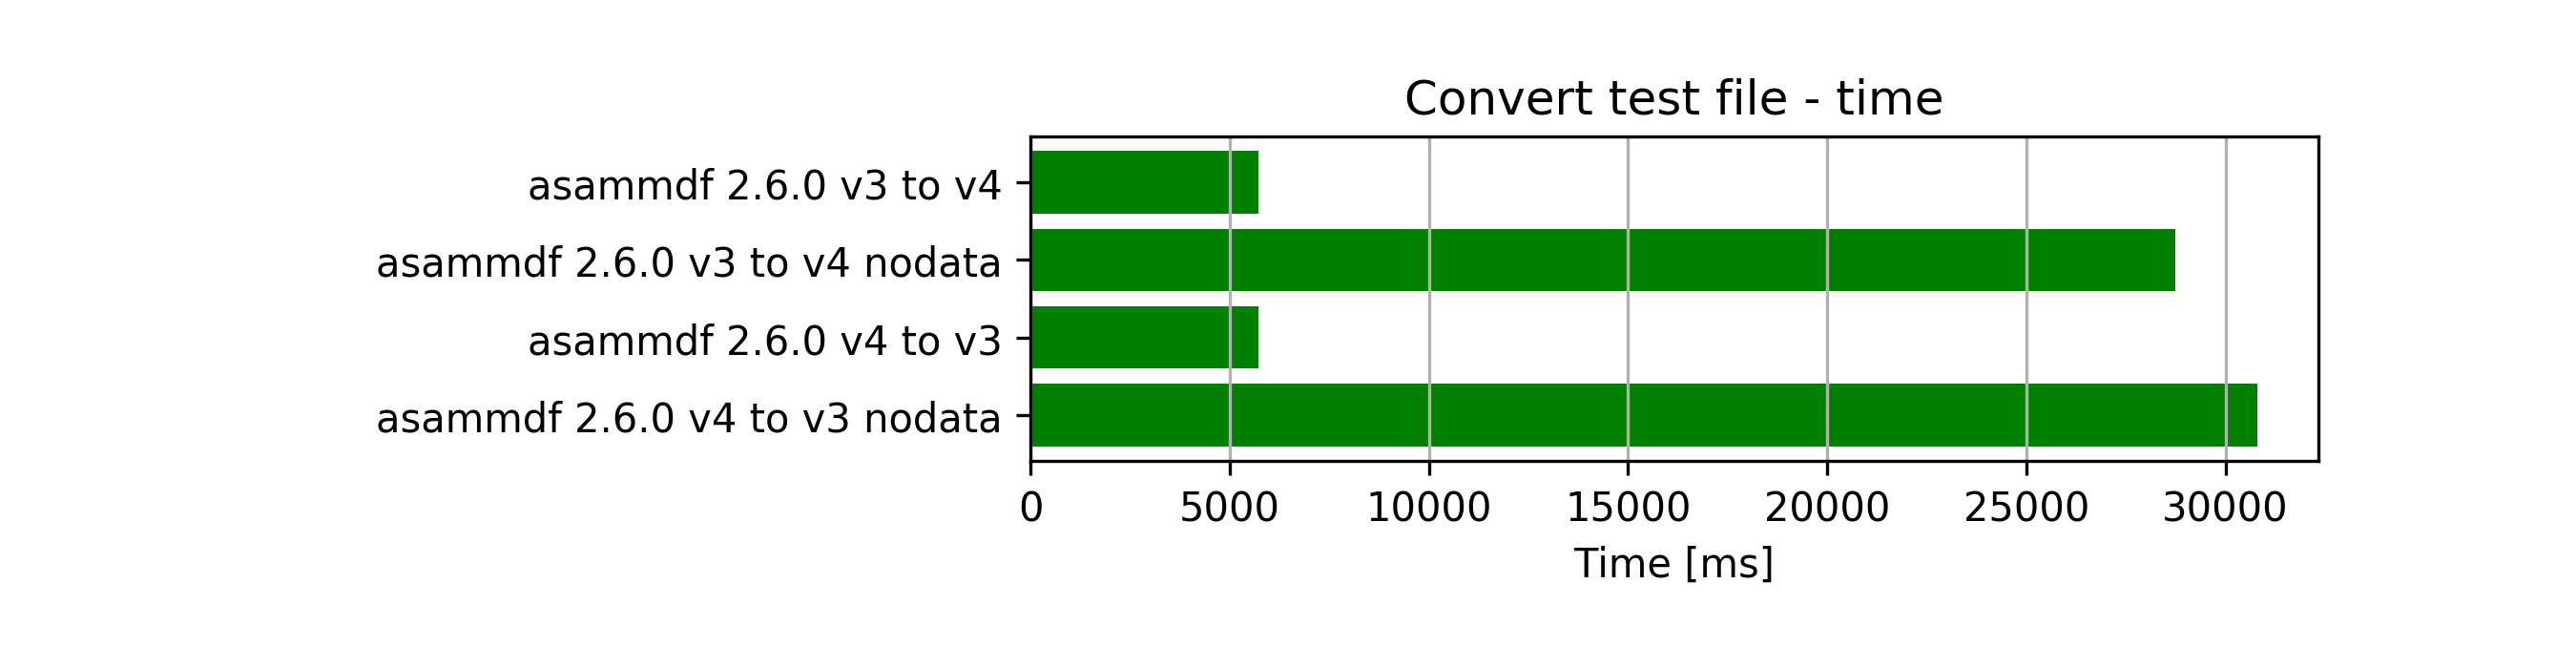 Convert test file - time
asammdf 2.6.0 v3 to v4
asammdf 2.6.0 v3 to v4 nodata
asammdf 2.6.0 v4 to v3
asammdf 2.6.0 v4 to v3 nodata
0 5000 10000 15000 20000 25000 30000
Time [ms]